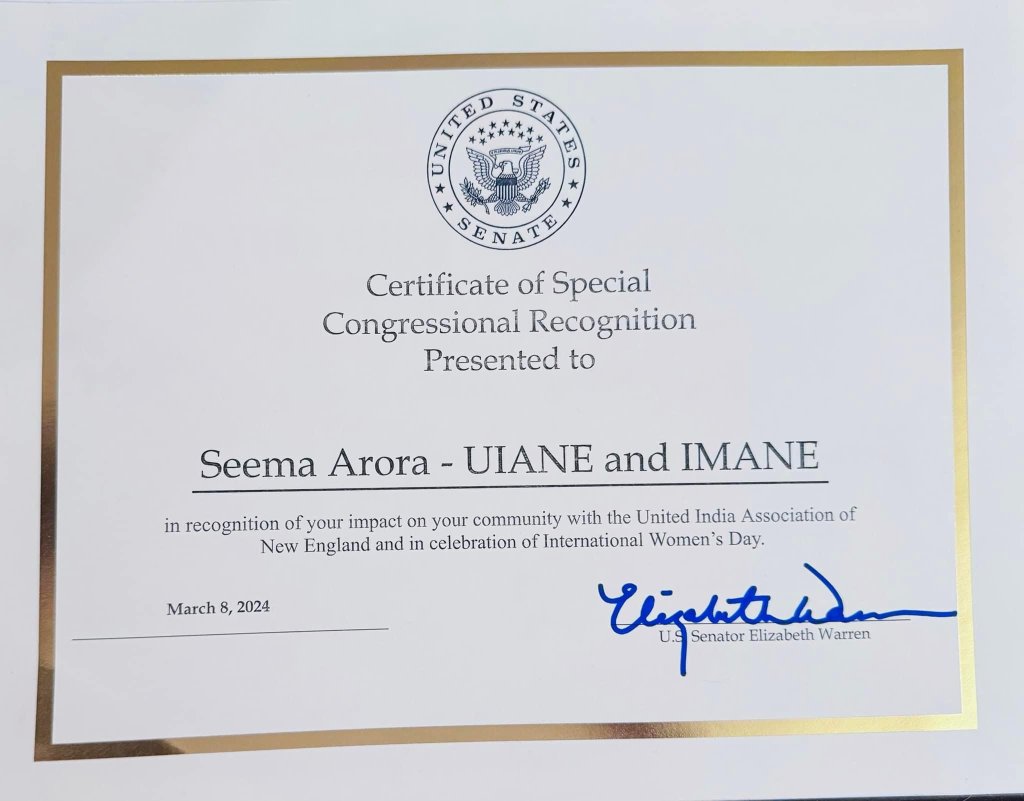 UNITED STATES
SENATE
Certificate of Special
Congressional Recognition
Presented to
Seema Arora - UIANE and IMANE
in recognition of your impact on your community with the United India Association of
New England and in celebration of International Women's Day.
March 8, 2024
Elizabeth Warren
U.S Senator Elizabeth Warren